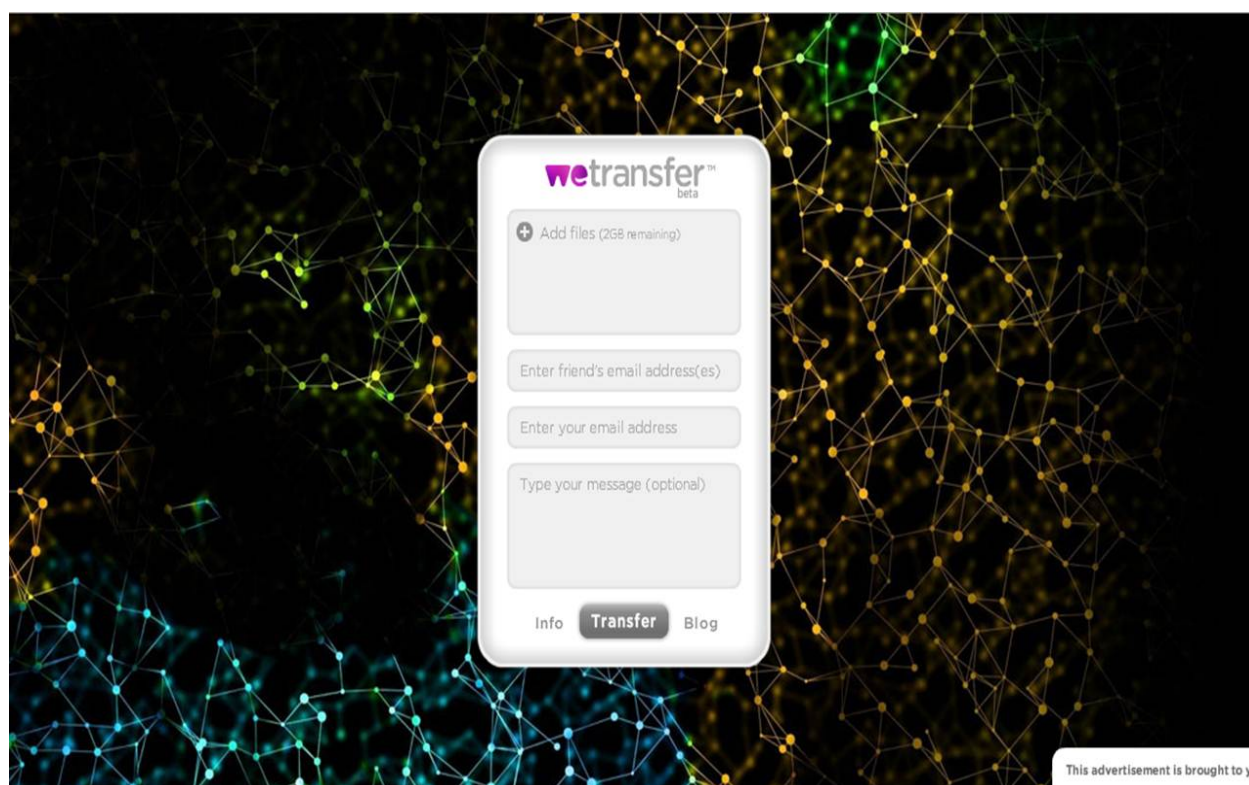 wetransfer™
beta
Add files (2GB remaining)
Enter friend's email address(es)
Enter your email address
Type your message (optional)
Info Transfer Blog
This advertisement is brought to y